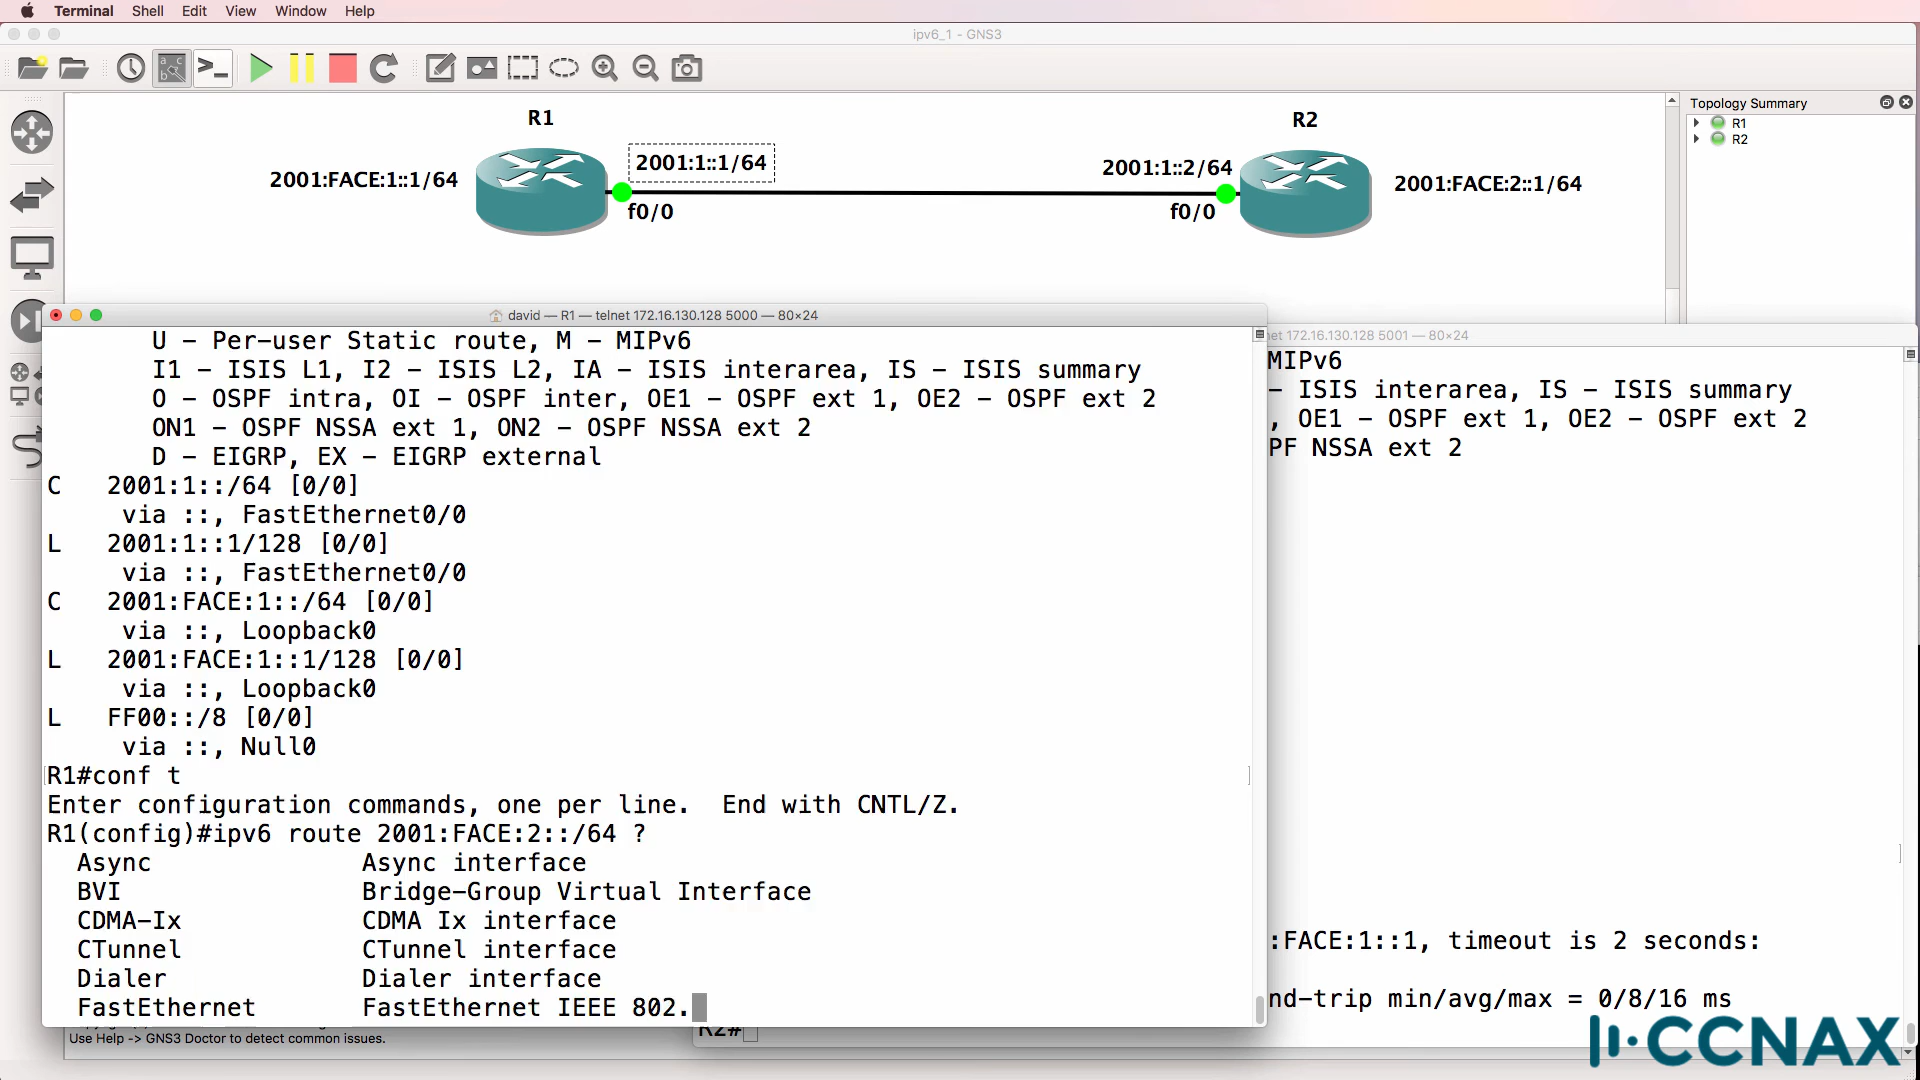 Terminal Shell Edit View Window Help
ipv6_1 - GNS3
R1
R2
2001:FACE:1::1/64
2001:1::1/64
2001:1::2/64
2001:FACE:2::1/64
f0/0
f0/0
Topology Summary
R1
R2
david — R1 — telnet 172.16.130.128 5000 — 80×24
U - Per-user Static route, M - MIPv6
I1 - ISIS L1, I2 - ISIS L2, IA - ISIS interarea, IS - ISIS summary
O - OSPF intra, OI - OSPF inter, OE1 - OSPF ext 1, OE2 - OSPF ext 2
ON1 - OSPF NSSA ext 1, ON2 - OSPF NSSA ext 2
D - EIGRP, EX - EIGRP external
C 2001:1::/64 [0/0]
via ::, FastEthernet0/0
L 2001:1::1/128 [0/0]
via ::, FastEthernet0/0
C 2001:FACE:1::/64 [0/0]
via ::, Loopback0
L 2001:FACE:1::1/128 [0/0]
via ::, Loopback0
L FF00::/8 [0/0]
via ::, Null0
R1#conf t
Enter configuration commands, one per line. End with CNTL/Z.
R1(config)#ipv6 route 2001:FACE:2::/64 ?
Async Async interface
BVI Bridge-Group Virtual Interface
CDMA-Ix CDMA Ix interface
CTunnel CTunnel interface
Dialer Dialer interface
FastEthernet FastEthernet IEEE 802.
172.16.130.128 5001 — 80×24
MIPv6
- ISIS interarea, IS - ISIS summary
, OE1 - OSPF ext 1, OE2 - OSPF ext 2
PF NSSA ext 2
:FACE:1::1, timeout is 2 seconds:
nd-trip min/avg/max = 0/8/16 ms
R2#
Use Help -> GNS3 Doctor to detect common issues.
CCNAX